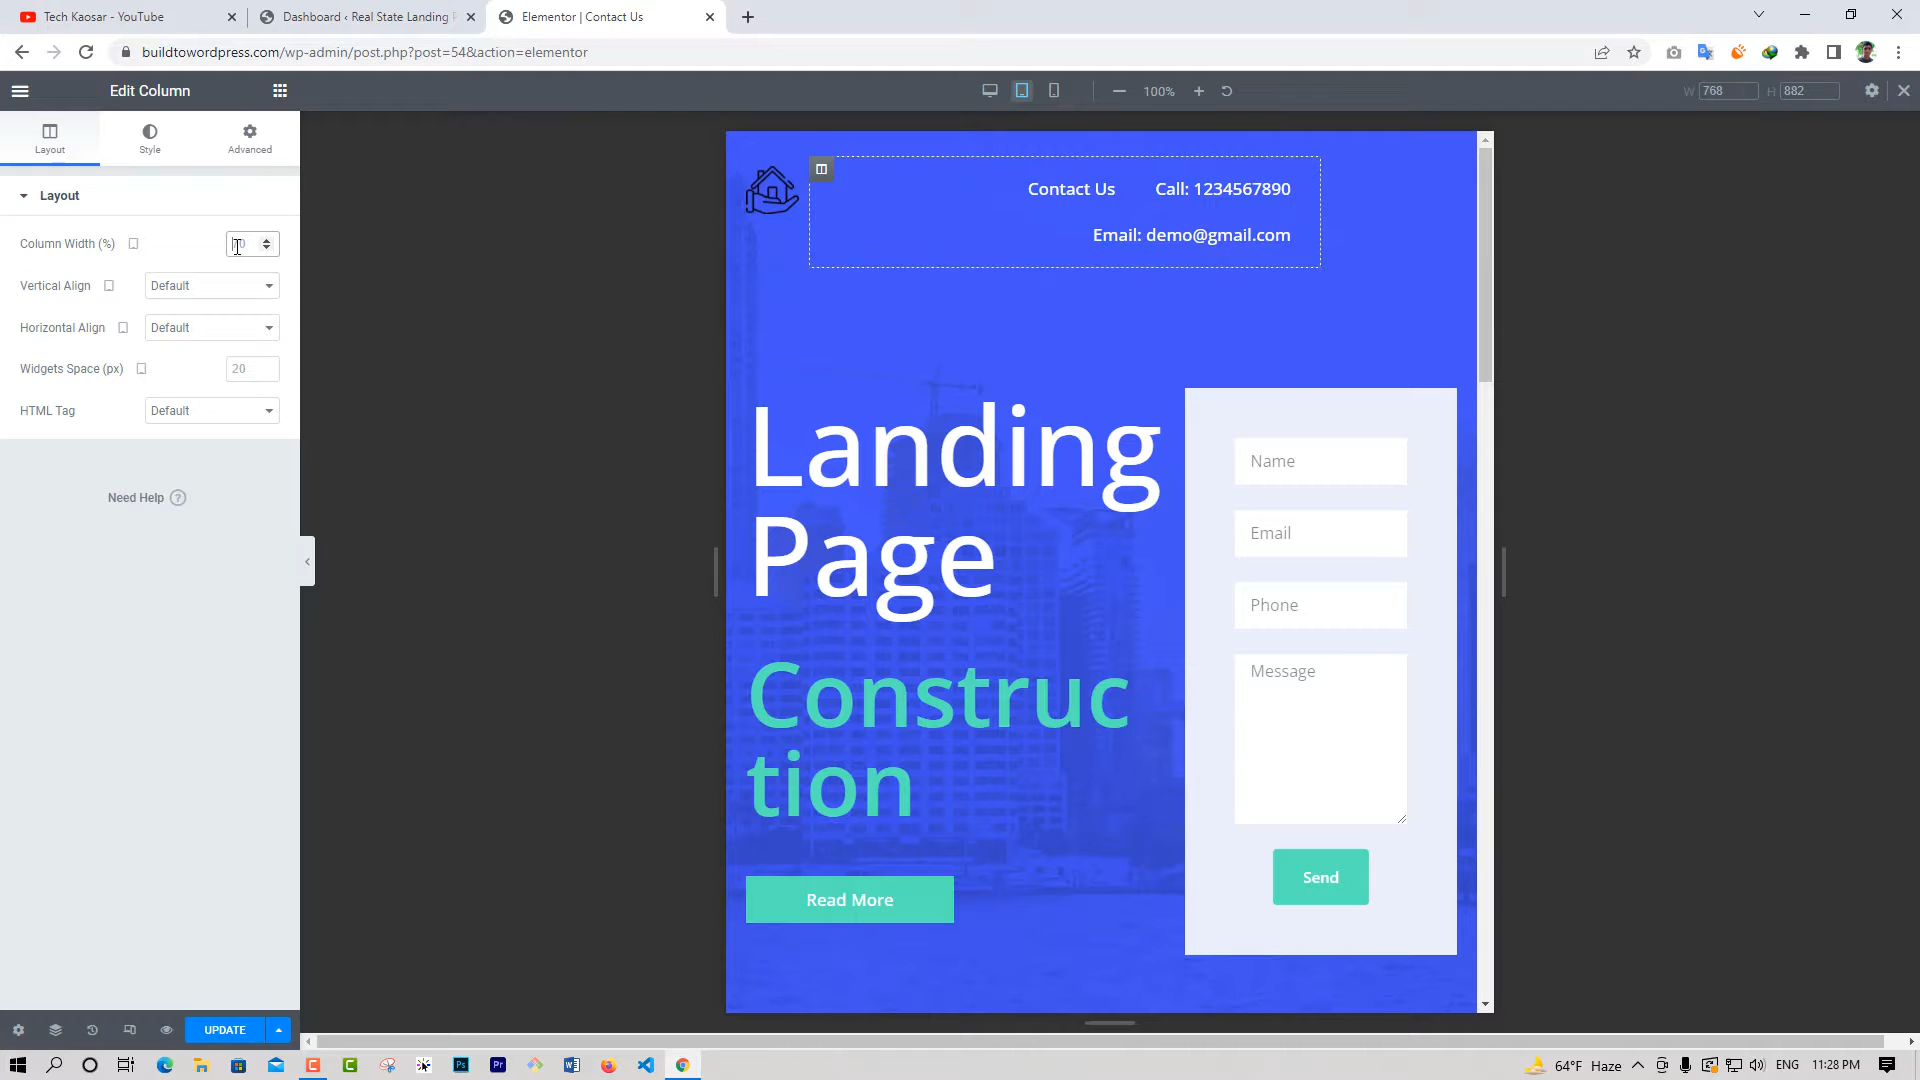 Tech Kaosar - YouTube
Dashboard ‹ Real State Landing P
Elementor | Contact Us
buildtowordpress.com/wp-admin/post.php?post=54&action=elementor
Edit Column
100%
W 768
H 882
Layout
Style
Advanced
Layout
Column Width (%)
Vertical Align
Default
Horizontal Align
Default
Widgets Space (px)
20
HTML Tag
Default
Need Help
Contact Us
Call: 1234567890
Email: demo@gmail.com
Landing
Page
Construc
tion
Read More
Name
Email
Phone
Message
Send
UPDATE
64°F Haze
ENG
11:28 PM